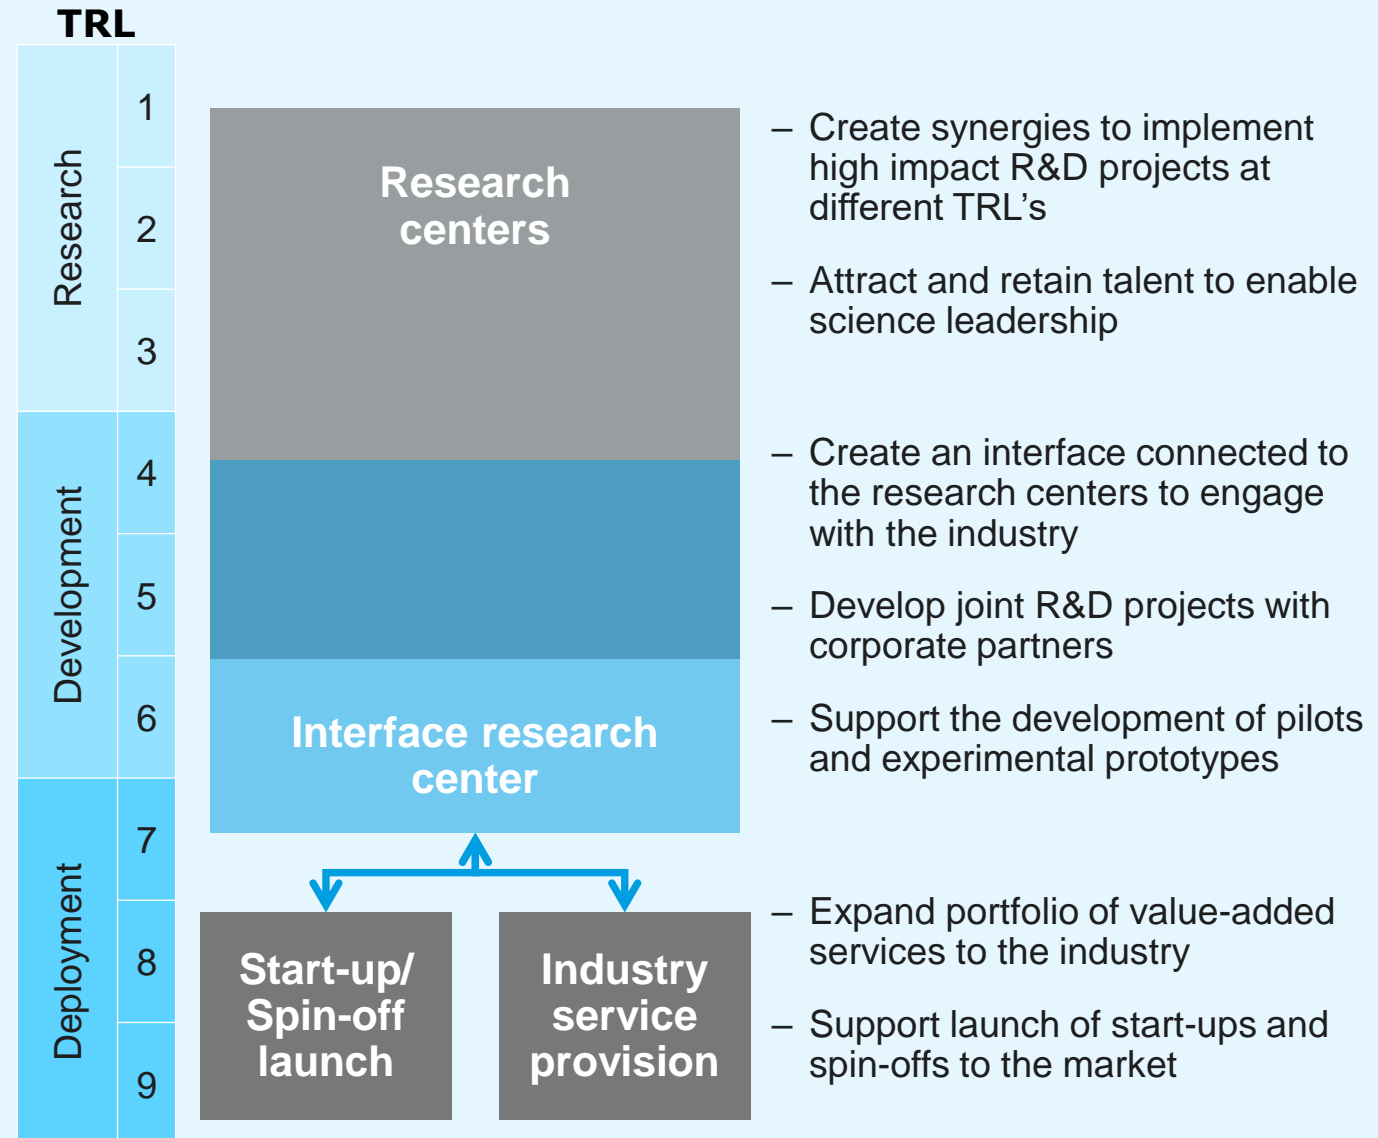 TRL
Research
1
2
3
Development
4
5
6
Deployment
7
8
9
Research
centers
Interface research
center
Start-up/
Spin-off
launch
Industry
service
provision
– Create synergies to implement
high impact R&D projects at
different TRL’s
– Attract and retain talent to enable
science leadership
– Create an interface connected to
the research centers to engage
with the industry
– Develop joint R&D projects with
corporate partners
– Support the development of pilots
and experimental prototypes
– Expand portfolio of value-added
services to the industry
– Support launch of start-ups and
spin-offs to the market